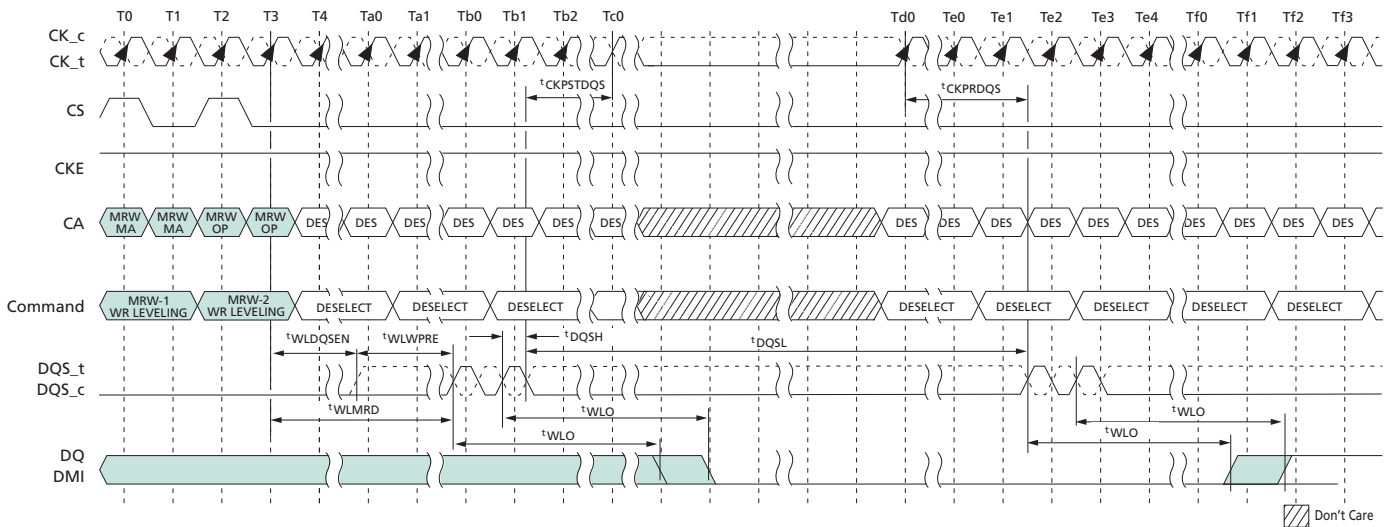 T0 T1 T2 T3 T4 Ta0 Ta1 Tb0 Tb1 Tb2 Tc0 Td0 Te0 Te1 Te2 Te3 Te4 Tf0 Tf1 Tf2 Tf3
CK_c
CK_t
tCKPSTDQS tCKPRDQS
CS
CKE
CA MRW MA MRW MA MRW OP MRW OP DES DES DES DES DES DES DES DES DES DES DES DES DES DES DES DES
Command MRW-1 WR LEVELING MRW-2 WR LEVELING DESELECT DESELECT DESELECT DESELECT DESELECT DESELECT DESELECT DESELECT
tWLDQSEN tWLWPRE tDQSH tDQSL
DQS_t
DQS_c
tWLMRD tWLO tWLO
tWLO tWLO
DQ
DMI
Don't Care